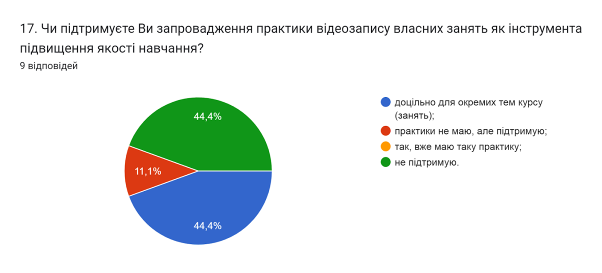 17. Чи підтримуєте Ви запровадження практики відеозапису власних занять як інструмента
підвищення якості навчання?
9 відповідей
44,4%
11,1%
44,4%
доцільно для окремих тем курсу
(занять);
практики не маю, але підтримую;
так, вже маю таку практику;
не підтримую.